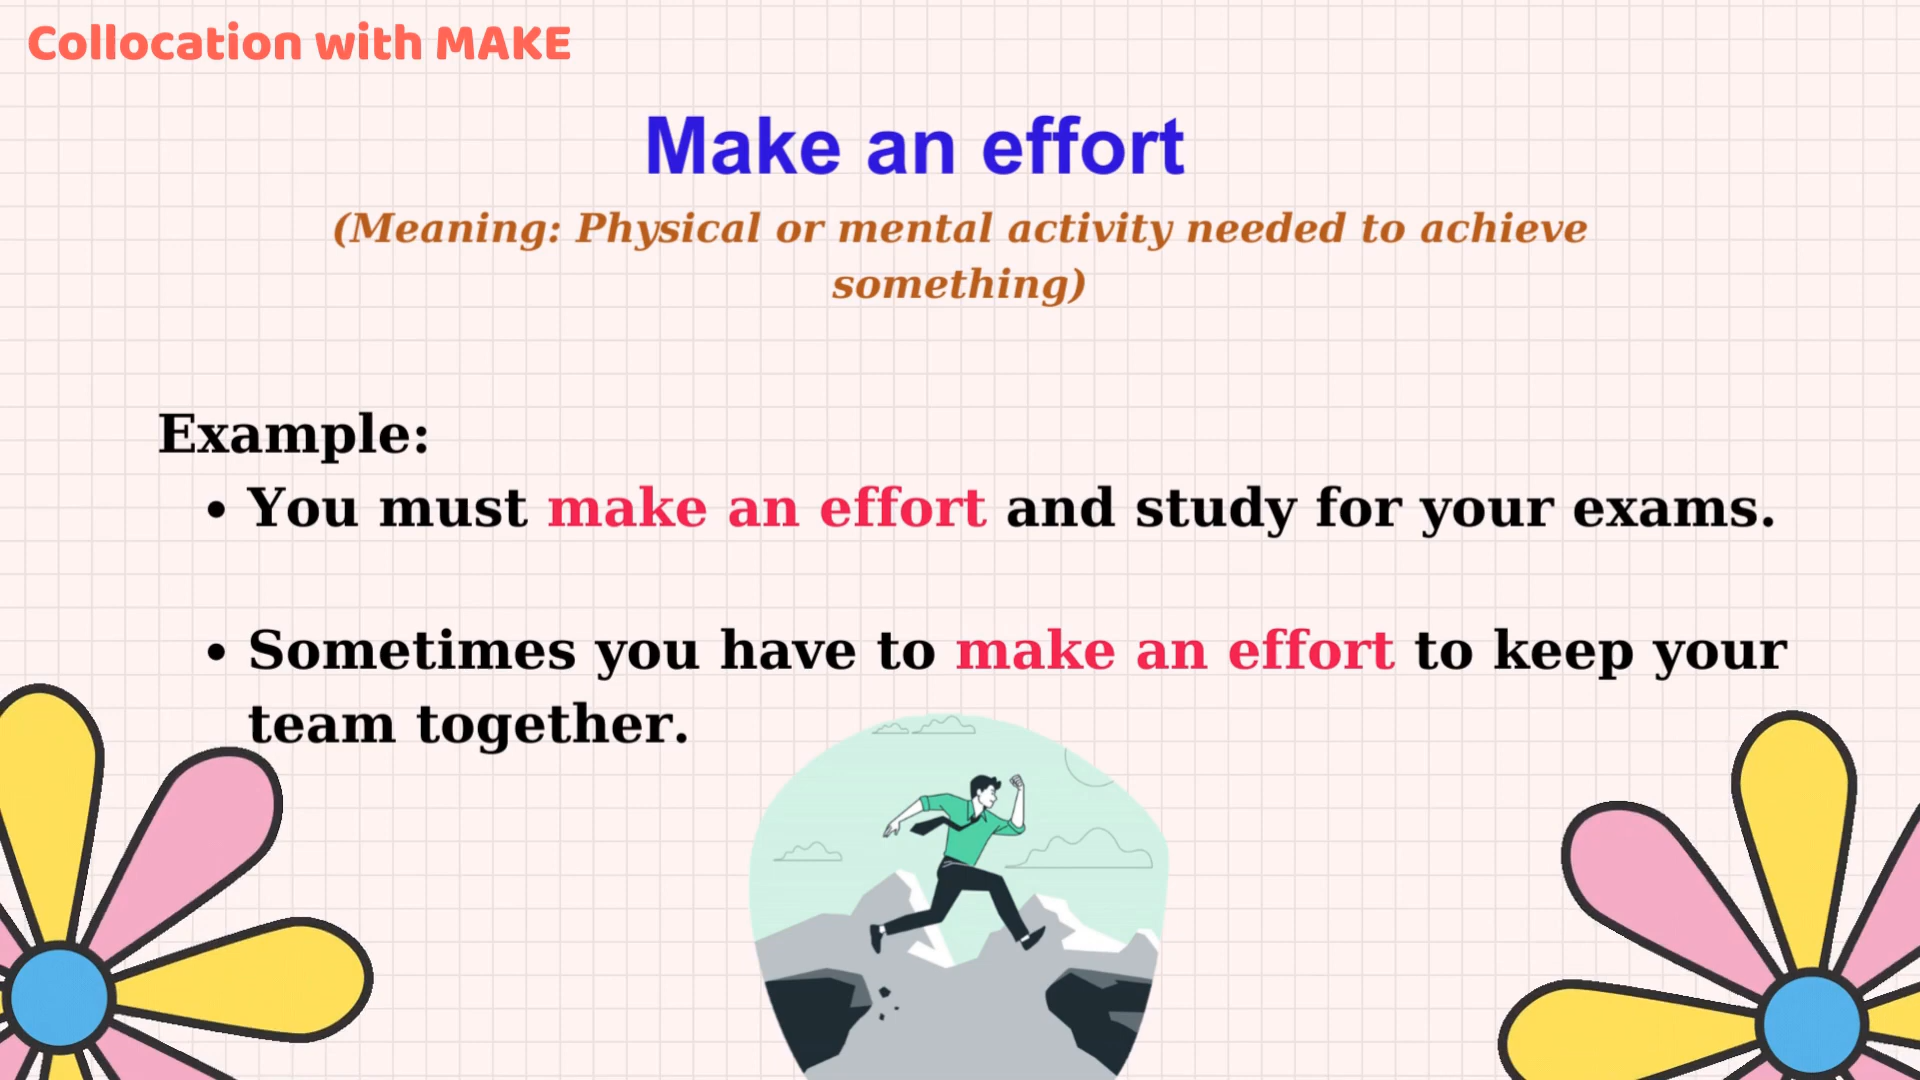 Collocation with MAKE
Make an effort
(Meaning: Physical or mental activity needed to achieve
something)
Example:
• You must make an effort and study for your exams.
• Sometimes you have to make an effort to keep your
team together.